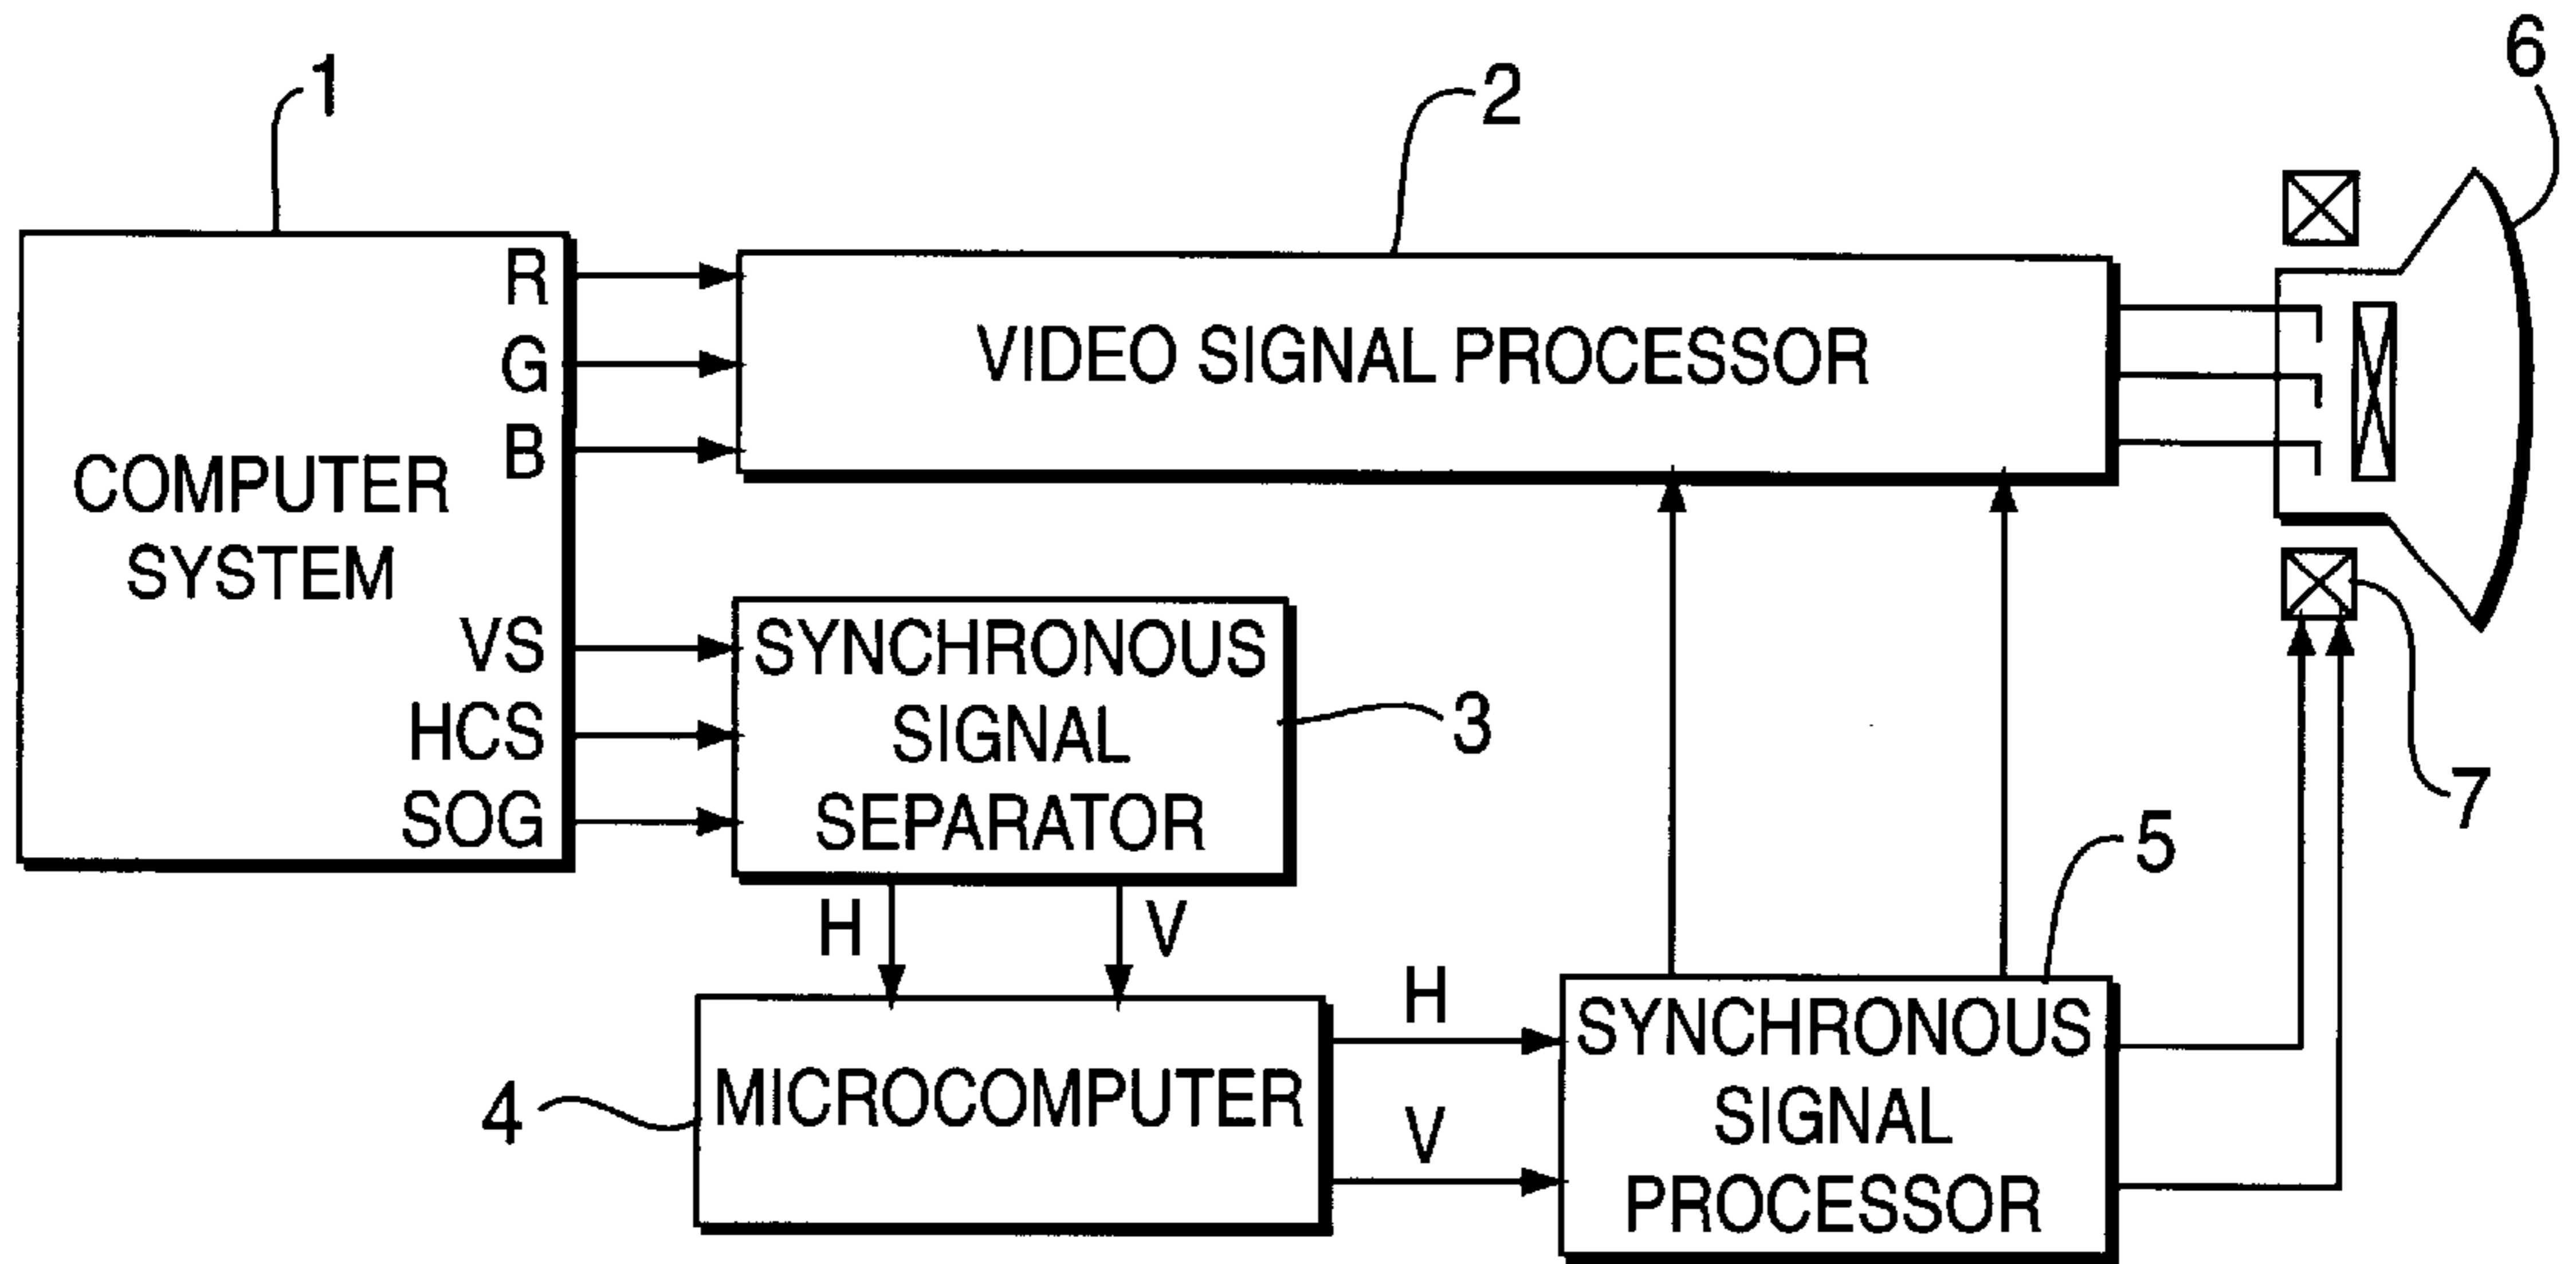 1
2
6
R
G
B
COMPUTER
SYSTEM
VS
HCS
SOG
VIDEO SIGNAL PROCESSOR
SYNCHRONOUS
SIGNAL
SEPARATOR
3
7
5
H
V
4
MICROCOMPUTER
H
V
SYNCHRONOUS
SIGNAL
PROCESSOR